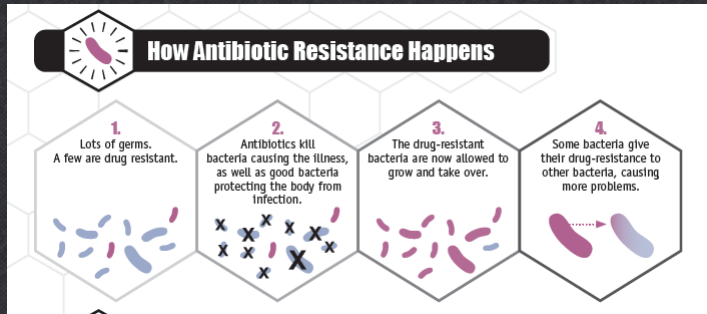 How Antibiotic Resistance Happens
1.
Lots of germs.
A few are drug resistant.
2.
Antibiotics kill
bacteria causing the illness,
as well as good bacteria
protecting the body from
infection.
X X X X X X X X X X
3.
The drug-resistant
bacteria are now allowed to
grow and take over.
4.
Some bacteria give
their drug-resistance to
other bacteria, causing
more problems.